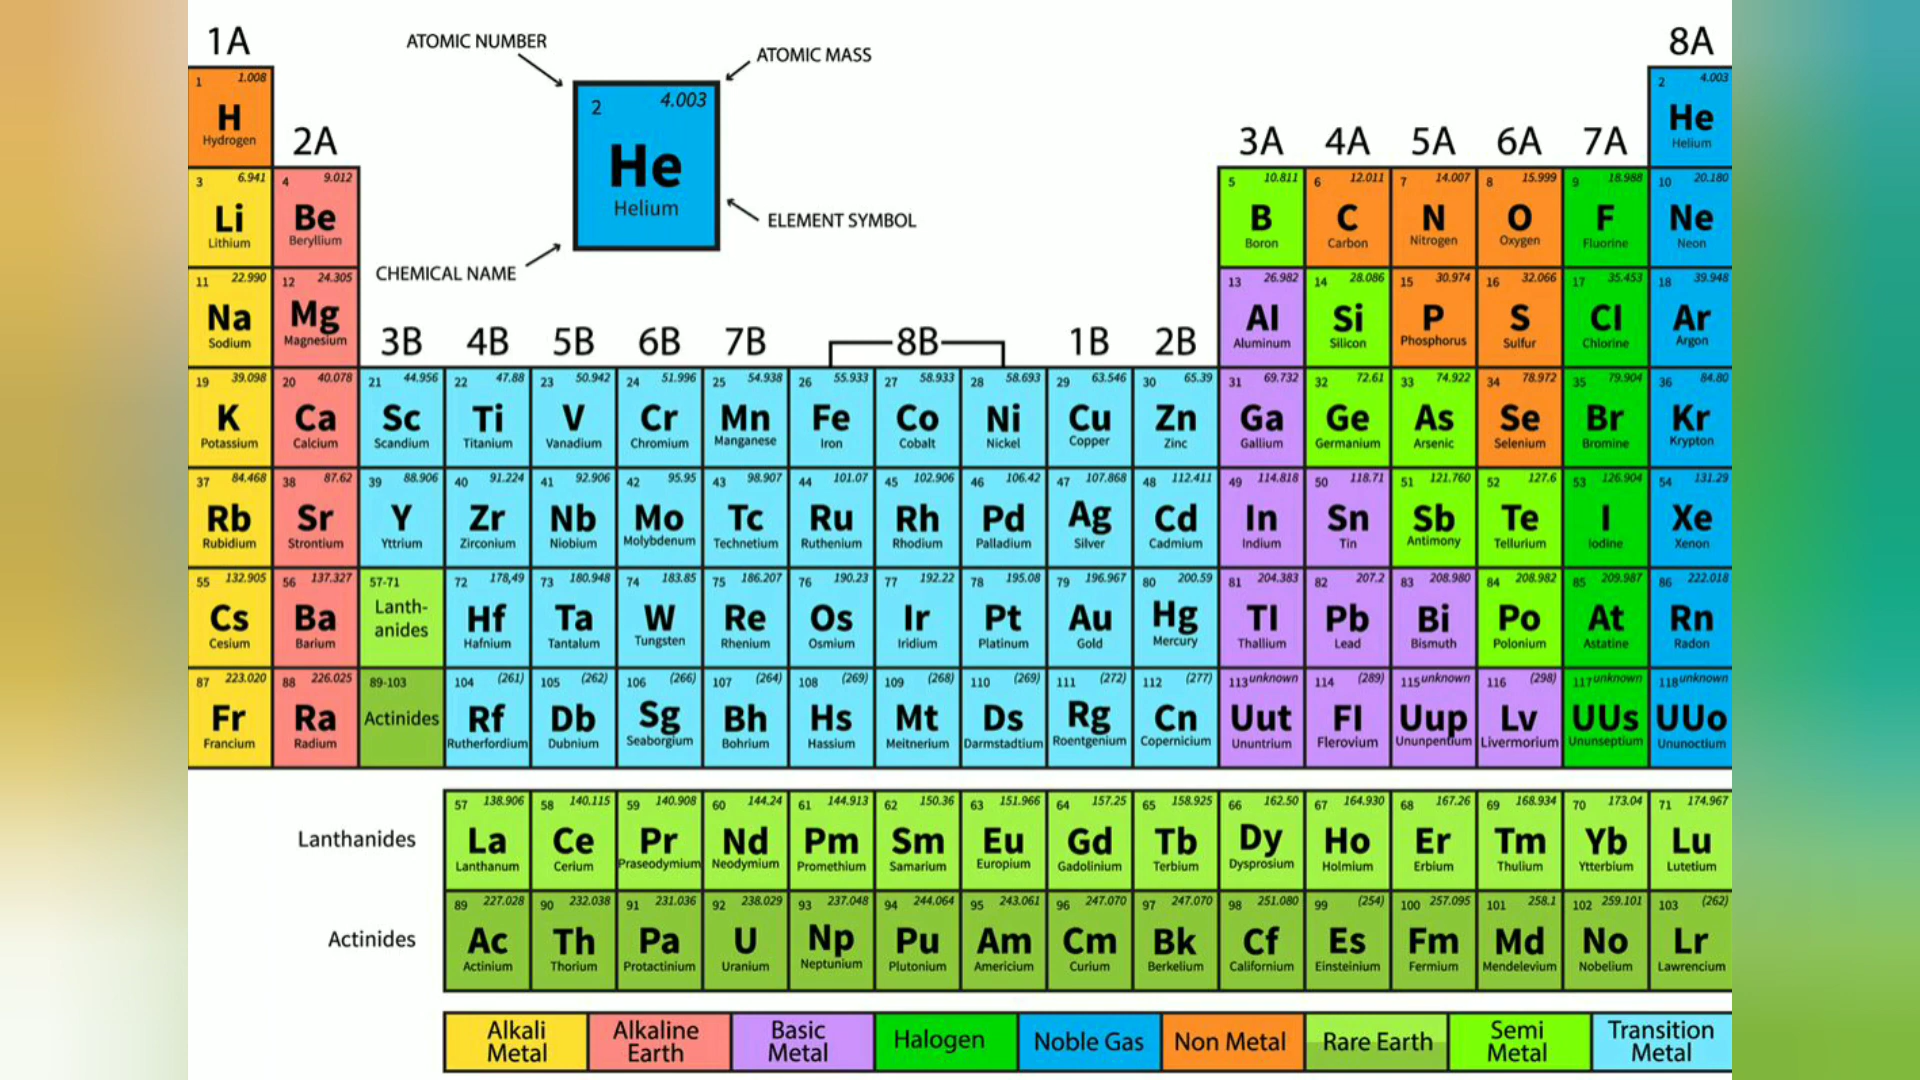 1A
8A
ATOMIC NUMBER
ATOMIC MASS
2 4.003
He
Helium
ELEMENT SYMBOL
CHEMICAL NAME
1 1.008
H
Hydrogen
2 4.003
He
Helium
2A
3A 4A 5A 6A 7A
3 6.941 4 9.012 5 10.811 6 12.011 7 14.007 8 15.999 9 18.988 10 20.180
Li Be B C N O F Ne
Lithium Beryllium Boron Carbon Nitrogen Oxygen Fluorine Neon
11 22.990 12 24.305 13 26.982 14 28.086 15 30.974 16 32.066 17 35.453 18 39.948
Na Mg Al Si P S Cl Ar
Sodium Magnesium Aluminum Silicon Phosphorus Sulfur Chlorine Argon
3B 4B 5B 6B 7B 8B 1B 2B
19 39.098 20 40.078 21 44.956 22 47.88 23 50.942 24 51.996 25 54.938 26 55.933 27 58.933 28 58.693 29 63.546 30 65.39 31 69.732 32 72.61 33 74.922 34 78.972 35 79.904 36 84.80
K Ca Sc Ti V Cr Mn Fe Co Ni Cu Zn Ga Ge As Se Br Kr
Potassium Calcium Scandium Titanium Vanadium Chromium Manganese Iron Cobalt Nickel Copper Zinc Gallium Germanium Arsenic Selenium Bromine Krypton
37 84.468 38 87.62 39 88.906 40 91.224 41 92.906 42 95.95 43 98.907 44 101.07 45 102.906 46 106.42 47 107.868 48 112.411 49 114.818 50 118.71 51 121.760 52 127.6 53 126.904 54 131.29
Rb Sr Y Zr Nb Mo Tc Ru Rh Pd Ag Cd In Sn Sb Te I Xe
Rubidium Strontium Yttrium Zirconium Niobium Molybdenum Technetium Ruthenium Rhodium Palladium Silver Cadmium Indium Tin Antimony Tellurium Iodine Xenon
55 132.905 56 137.327 57-71 72 178,49 73 180.948 74 183.85 75 186.207 76 190.23 77 192.22 78 195.08 79 196.967 80 200.59 81 204.383 82 207.2 83 208.980 84 208.982 85 209.987 86 222.018
Cs Ba Lanth-anides Hf Ta W Re Os Ir Pt Au Hg Tl Pb Bi Po At Rn
Cesium Barium Hafnium Tantalum Tungsten Rhenium Osmium Iridium Platinum Gold Mercury Thallium Lead Bismuth Polonium Astatine Radon
87 223.020 88 226.025 89-103 104 (261) 105 (262) 106 (266) 107 (264) 108 (269) 109 (268) 110 (269) 111 (272) 112 (277) 113 unknown 114 (289) 115 unknown 116 (298) 117 unknown 118 unknown
Fr Ra Actinides Rf Db Sg Bh Hs Mt Ds Rg Cn Uut Fl Uup Lv UUs UUo
Francium Radium Rutherfordium Dubnium Seaborgium Bohrium Hassium Meitnerium Darmstadtium Roentgenium Copernicium Ununtrium Flerovium Ununpentium Livermorium Ununseptium Ununoctium
57 138.906 58 140.115 59 140.908 60 144.24 61 144.913 62 150.36 63 151.966 64 157.25 65 158.925 66 162.50 67 164.930 68 167.26 69 168.934 70 173.04 71 174.967
Lanthanides La Ce Pr Nd Pm Sm Eu Gd Tb Dy Ho Er Tm Yb Lu
Lanthanum Cerium Praseodymium Neodymium Promethium Samarium Europium Gadolinium Terbium Dysprosium Holmium Erbium Thulium Ytterbium Lutetium
89 227.028 90 232.038 91 231.036 92 238.029 93 237.048 94 244.064 95 243.061 96 247.070 97 247.070 98 251.080 99 (254) 100 257.095 101 258.1 102 259.101 103 (262)
Actinides Ac Th Pa U Np Pu Am Cm Bk Cf Es Fm Md No Lr
Actinium Thorium Protactinium Uranium Neptunium Plutonium Americium Curium Berkelium Californium Einsteinium Fermium Mendelevium Nobelium Lawrencium
Alkali Metal
Alkaline Earth
Basic Metal
Halogen
Noble Gas
Non Metal
Rare Earth
Semi Metal
Transition Metal